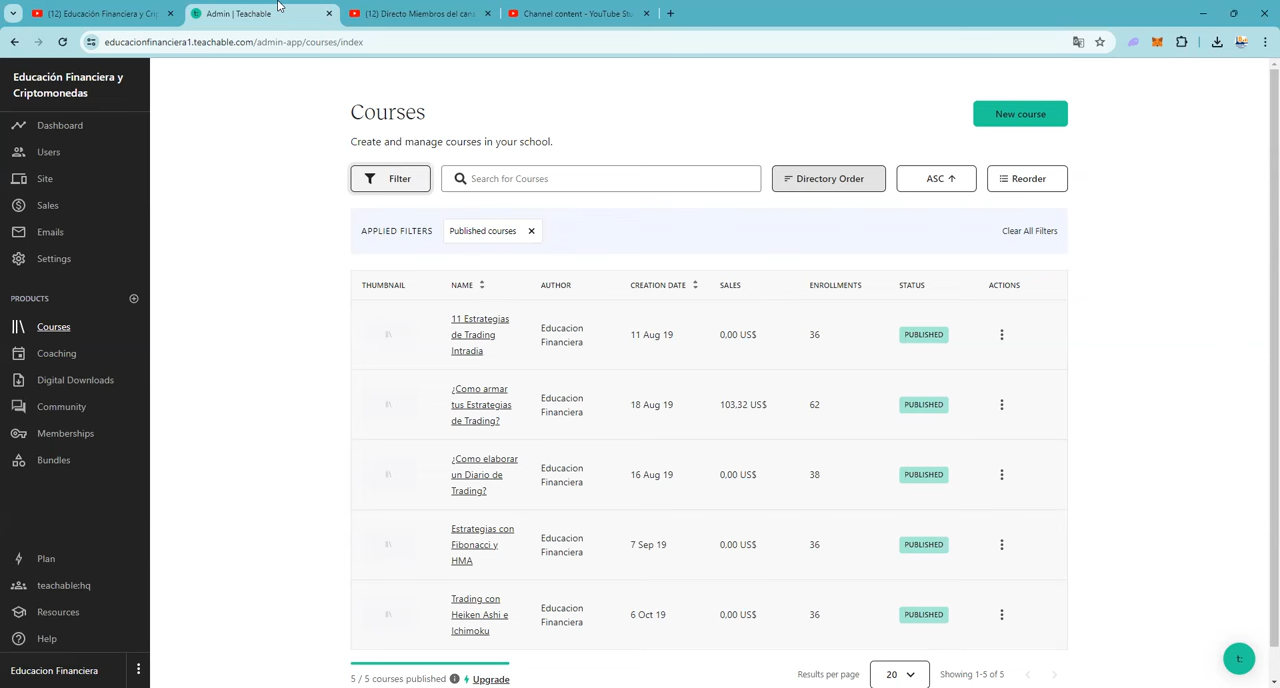 (12) Educación Financiera y Crip
Admin | Teachable
(12) Directo Miembros del cana
Channel content - YouTube Stu
educacionfinanciera1.teachable.com/admin-app/courses/index
Educación Financiera y
Criptomonedas
Dashboard
Users
Site
Sales
Emails
Settings
PRODUCTS
Courses
Coaching
Digital Downloads
Community
Memberships
Bundles
Plan
teachable:hq
Resources
Help
Educacion Financiera
Courses
New course
Create and manage courses in your school.
Filter
Search for Courses
Directory Order
ASC
Reorder
APPLIED FILTERS
Published courses
Clear All Filters
THUMBNAIL NAME AUTHOR CREATION DATE SALES ENROLLMENTS STATUS ACTIONS
11 Estrategias
de Trading
Intradia
Educacion
Financiera
11 Aug 19
0,00 US$
36
PUBLISHED
¿Como armar
tus Estrategias
de Trading?
Educacion
Financiera
18 Aug 19
103,32 US$
62
PUBLISHED
¿Como elaborar
un Diario de
Trading?
Educacion
Financiera
16 Aug 19
0,00 US$
38
PUBLISHED
Estrategias con
Fibonacci y
HMA
Educacion
Financiera
7 Sep 19
0,00 US$
36
PUBLISHED
Trading con
Heiken Ashi e
Ichimoku
Educacion
Financiera
6 Oct 19
0,00 US$
36
PUBLISHED
5 / 5 courses published
Upgrade
Results per page
20
Showing 1-5 of 5
t: